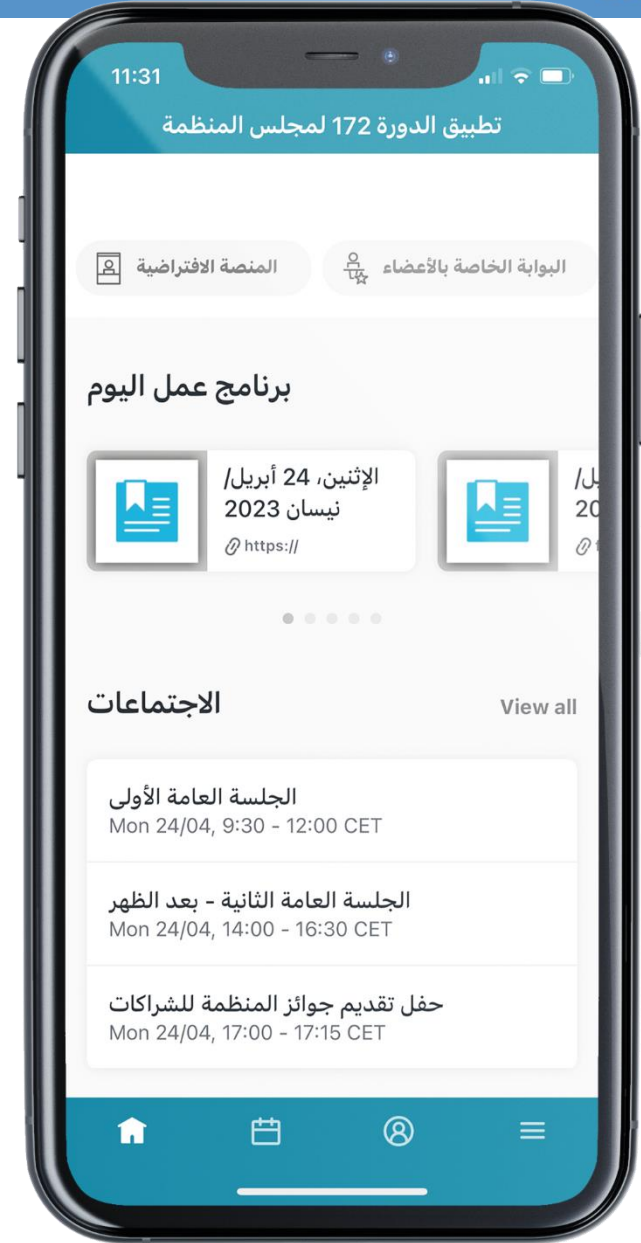 11:31
تطبيق الدورة 172 لمجلس المنظمة
البوابة الخاصة بالأعضاء
المنصة الافتراضية
برنامج عمل اليوم
الإثنين، 24 أبريل/
نيسان 2023
https://
يل/
20
الاجتماعات
View all
الجلسة العامة الأولى
Mon 24/04, 9:30 - 12:00 CET
الجلسة العامة الثانية - بعد الظهر
Mon 24/04, 14:00 - 16:30 CET
حفل تقديم جوائز المنظمة للشراكات
Mon 24/04, 17:00 - 17:15 CET